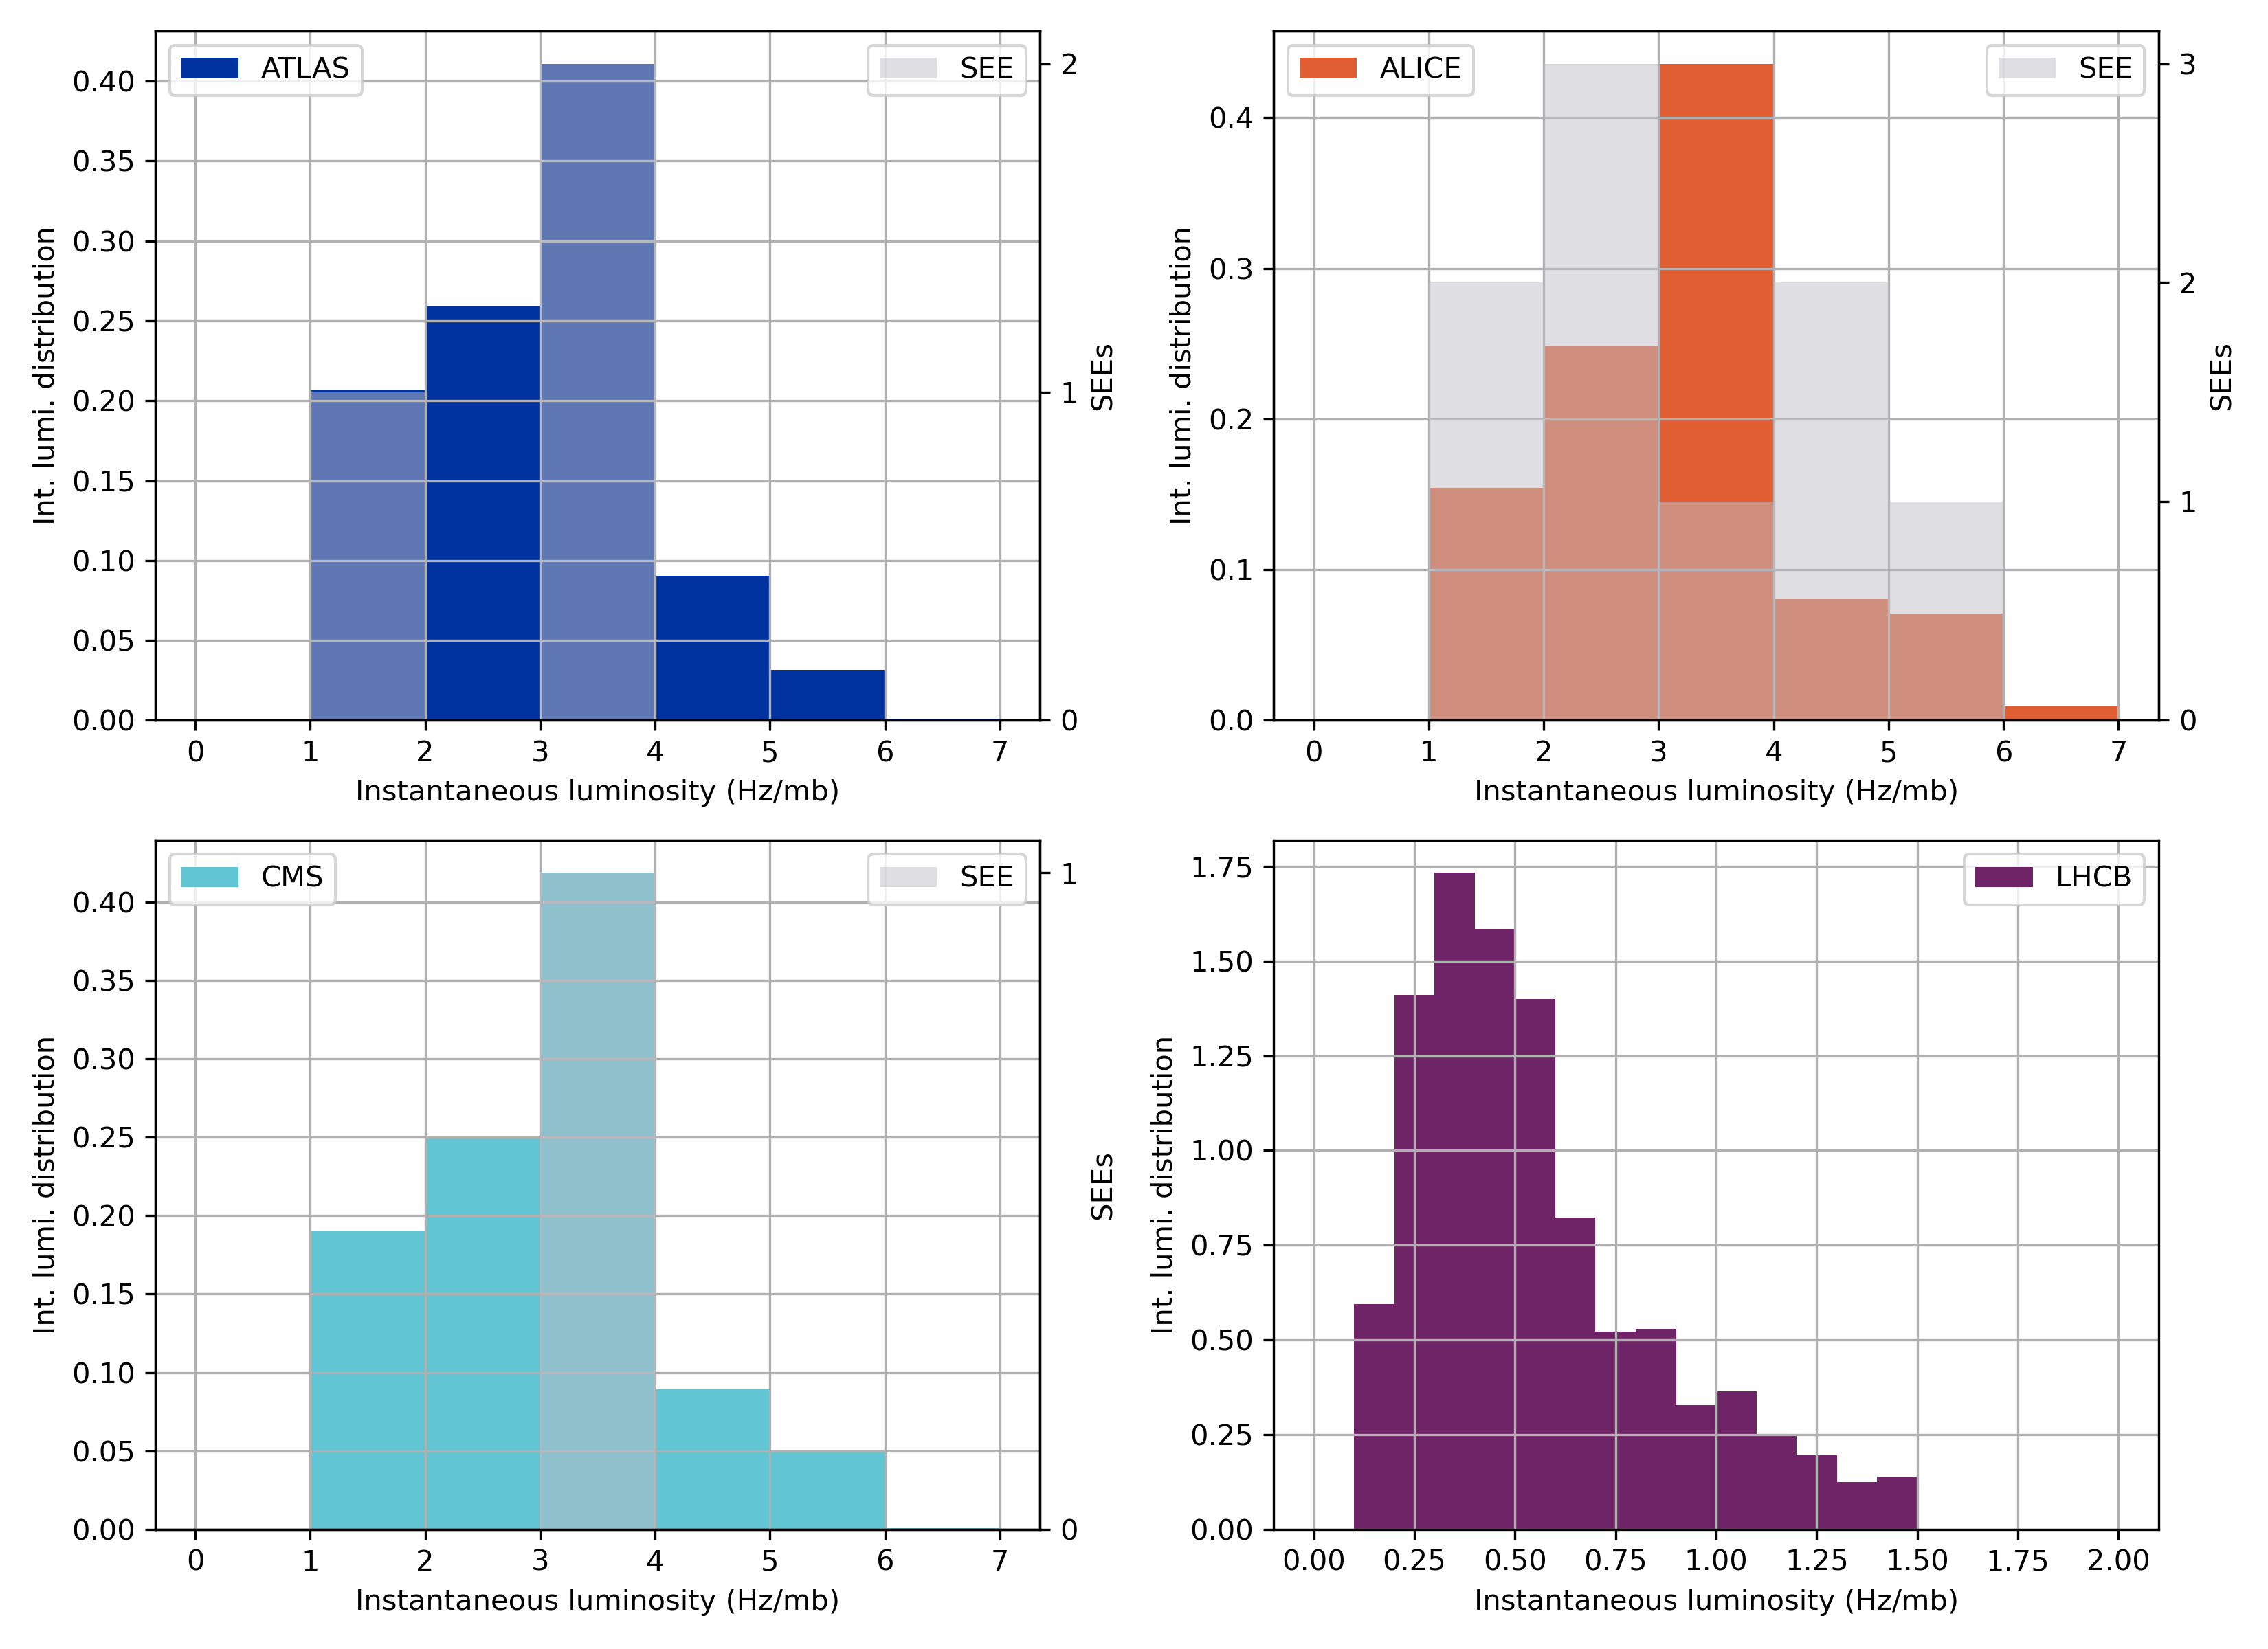 ATLAS
SEE
0.40
0.35
0.30
0.25
0.20
0.15
0.10
0.05
0.00
Int. lumi. distribution
2
1
0
SEEs
0 1 2 3 4 5 6 7
Instantaneous luminosity (Hz/mb)
ALICE
SEE
0.4
0.3
0.2
0.1
0.0
Int. lumi. distribution
3
2
1
0
SEEs
0 1 2 3 4 5 6 7
Instantaneous luminosity (Hz/mb)
CMS
SEE
0.40
0.35
0.30
0.25
0.20
0.15
0.10
0.05
0.00
Int. lumi. distribution
1
0
SEEs
0 1 2 3 4 5 6 7
Instantaneous luminosity (Hz/mb)
LHCB
1.75
1.50
1.25
1.00
0.75
0.50
0.25
0.00
Int. lumi. distribution
0.00 0.25 0.50 0.75 1.00 1.25 1.50 1.75 2.00
Instantaneous luminosity (Hz/mb)